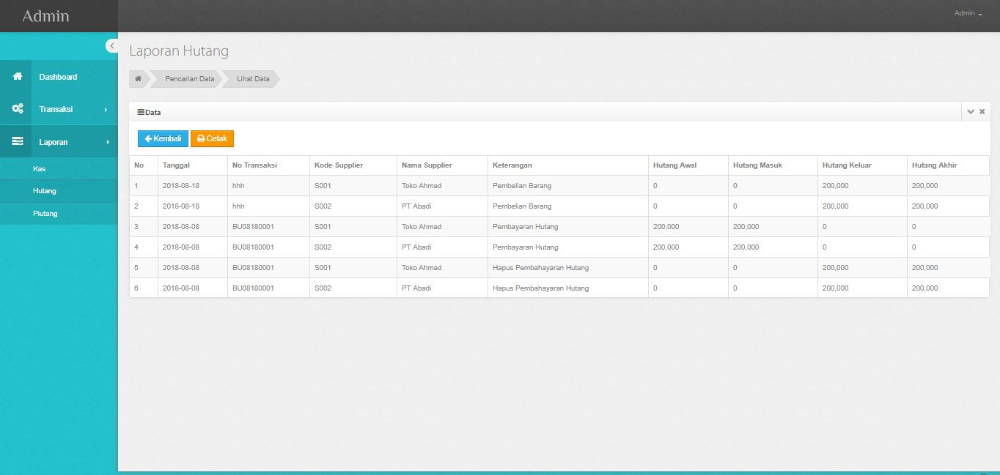 Admin
Admin
Laporan Hutang
Pencarian Data Lihat Data
Dashboard
Transaksi
Laporan
Kas
Hutang
Piutang
Data
Kembali Cetak
No Tanggal No Transaksi Kode Supplier Nama Supplier Keterangan Hutang Awal Hutang Masuk Hutang Keluar Hutang Akhir
1 2018-08-18 hhh S001 Toko Ahmad Pembelian Barang 0 0 200,000 200,000
2 2018-08-18 hhh S002 PT Abadi Pembelian Barang 0 0 200,000 200,000
3 2018-08-08 BU08180001 S001 Toko Ahmad Pembayaran Hutang 200,000 200,000 0 0
4 2018-08-08 BU08180001 S002 PT Abadi Pembayaran Hutang 200,000 200,000 0 0
5 2018-08-08 BU08180001 S001 Toko Ahmad Hapus Pembahayaran Hutang 0 0 200,000 200,000
6 2018-08-08 BU08180001 S002 PT Abadi Hapus Pembahayaran Hutang 0 0 200,000 200,000